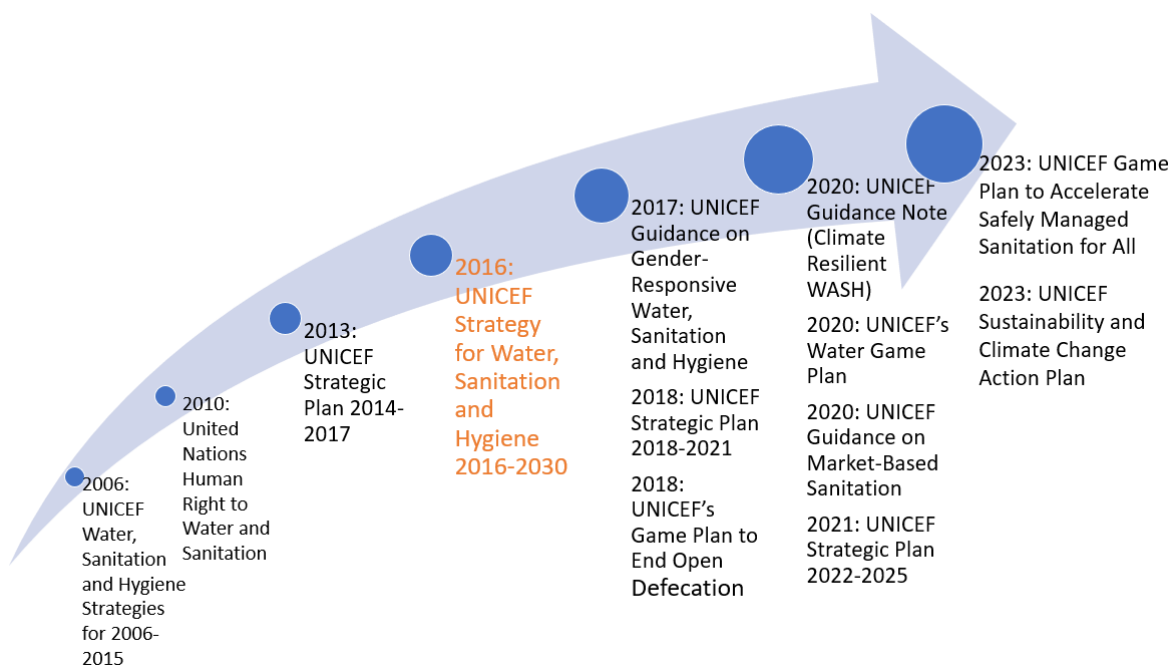 2006:
UNICEF
Water,
Sanitation
and Hygiene
Strategies
for 2006-
2015
2010:
United
Nations
Human
Right to
Water and
Sanitation
2013:
UNICEF
Strategic
Plan 2014-
2017
2016:
UNICEF
Strategy
for Water,
Sanitation
and
Hygiene
2016-2030
2017: UNICEF
Guidance on
Gender-
Responsive
Water,
Sanitation
and Hygiene
2018: UNICEF
Strategic Plan
2018-2021
2018:
UNICEF's
Game Plan to
End Open
Defecation
2020: UNICEF
Guidance Note
(Climate
Resilient
WASH)
2020: UNICEF's
Water Game
Plan
2020: UNICEF
Guidance on
Market-Based
Sanitation
2021: UNICEF
Strategic Plan
2022-2025
2023: UNICEF Game
Plan to Accelerate
Safely Managed
Sanitation for All
2023: UNICEF
Sustainability and
Climate Change
Action Plan